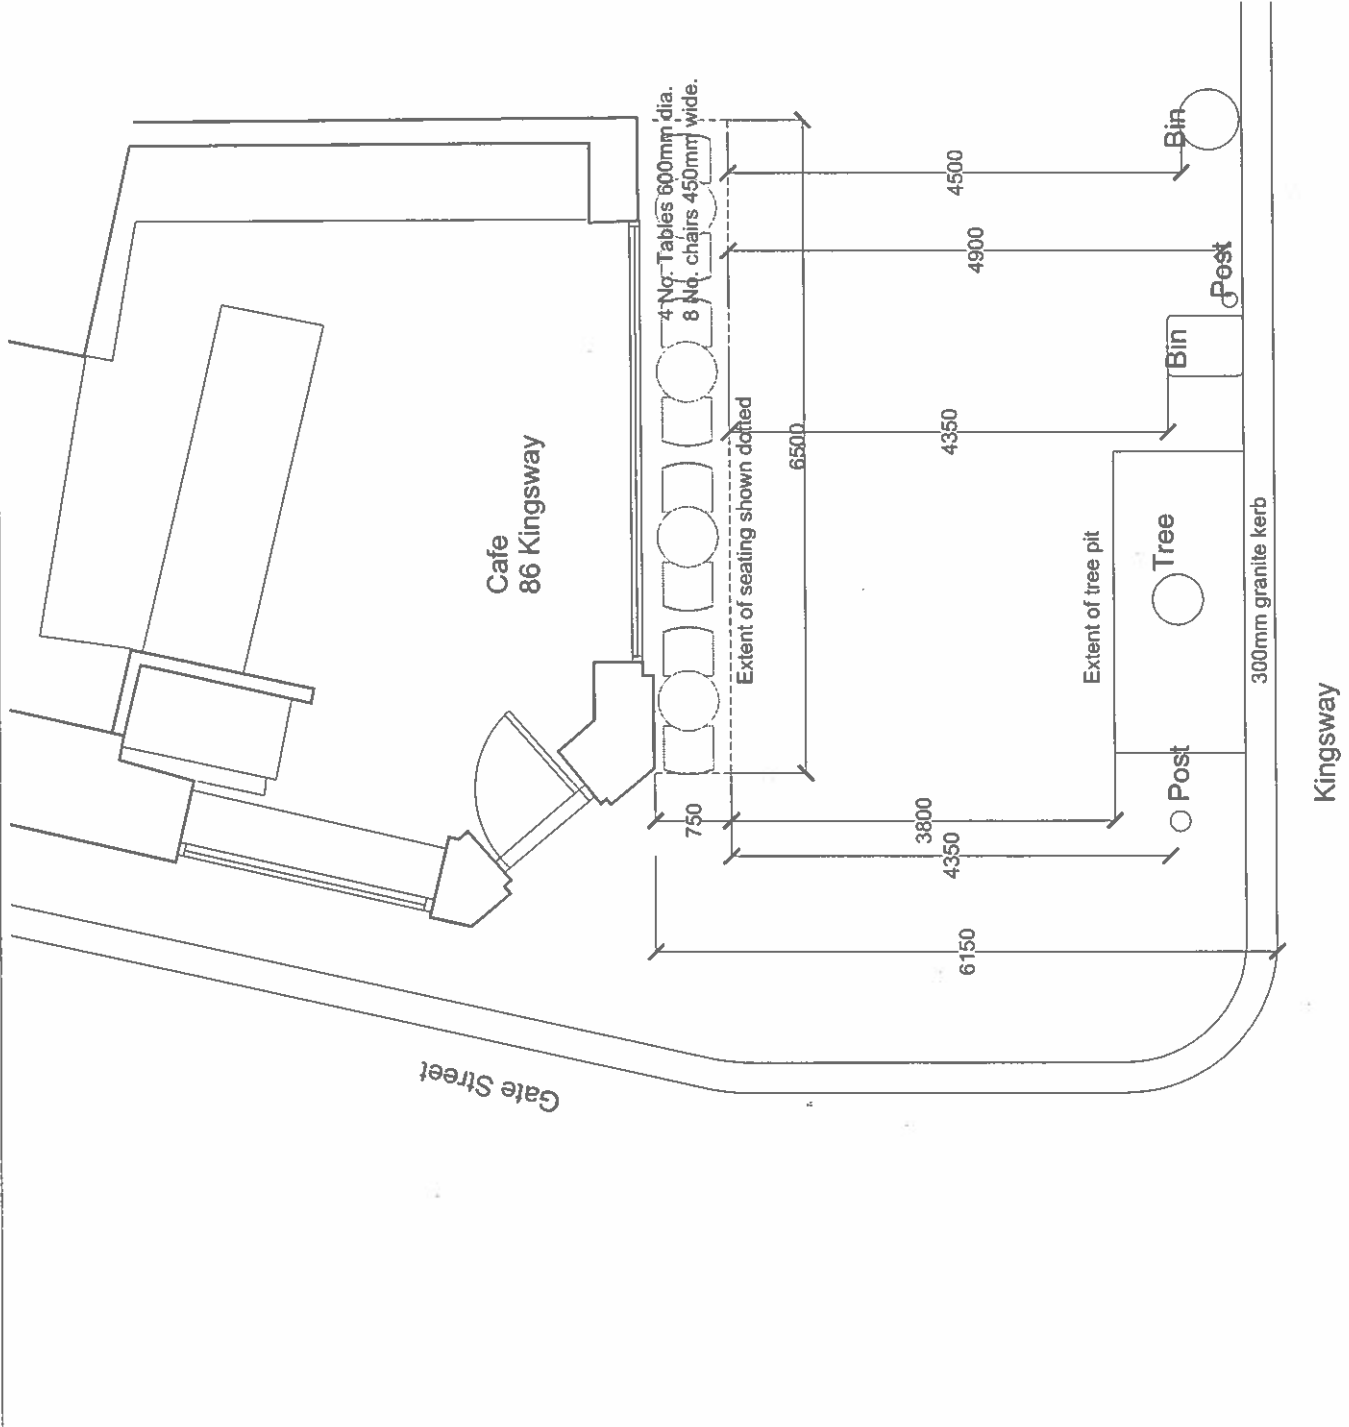 4 No. Tables 600mm dia.
8 No. chairs 450mm wide.
Cafe
86 Kingsway
Extent of seating shown dotted
6500
4500
4900
4350
Bin
Post
Bin
Extent of tree pit
Tree
300mm granite kerb
Post
750
3800
4350
6150
Gate Street
Kingsway